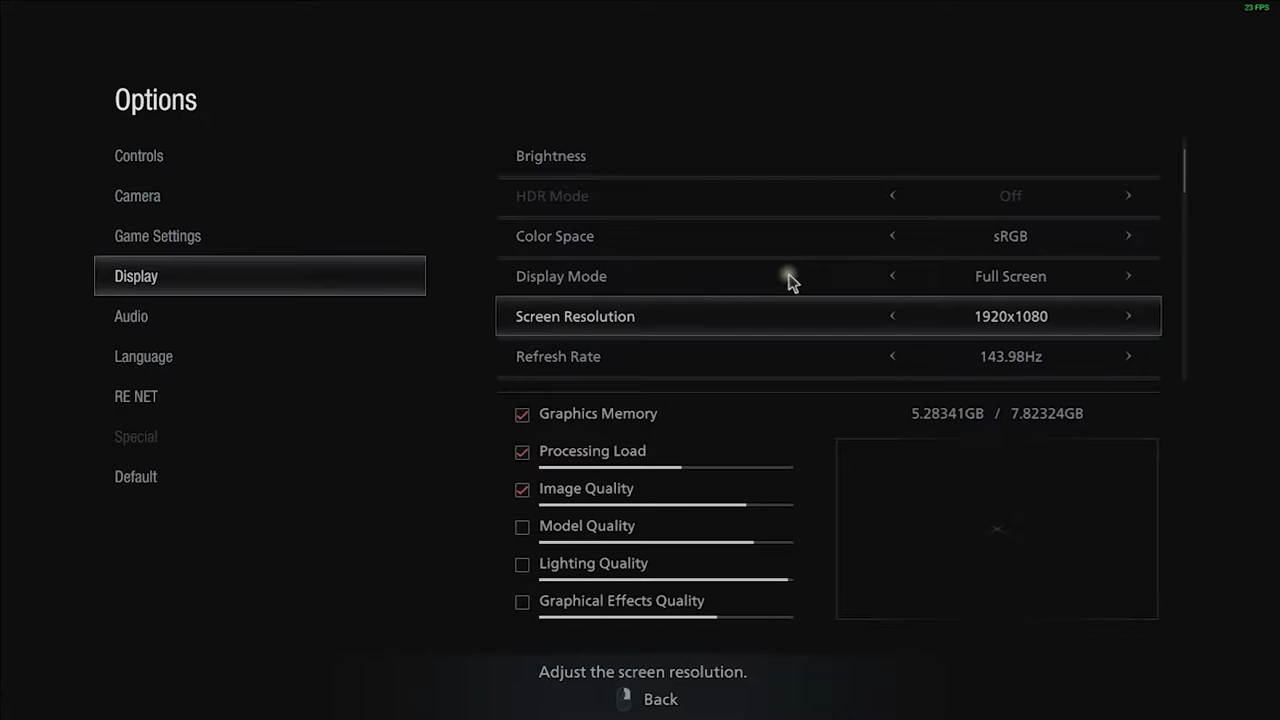 23 FPS
Options
Controls
Camera
Game Settings
Display
Audio
Language
RE NET
Special
Default
Brightness
HDR Mode Off
Color Space sRGB
Display Mode Full Screen
Screen Resolution 1920x1080
Refresh Rate 143.98Hz
Graphics Memory 5.28341GB / 7.82324GB
Processing Load
Image Quality
Model Quality
Lighting Quality
Graphical Effects Quality
Adjust the screen resolution.
Back